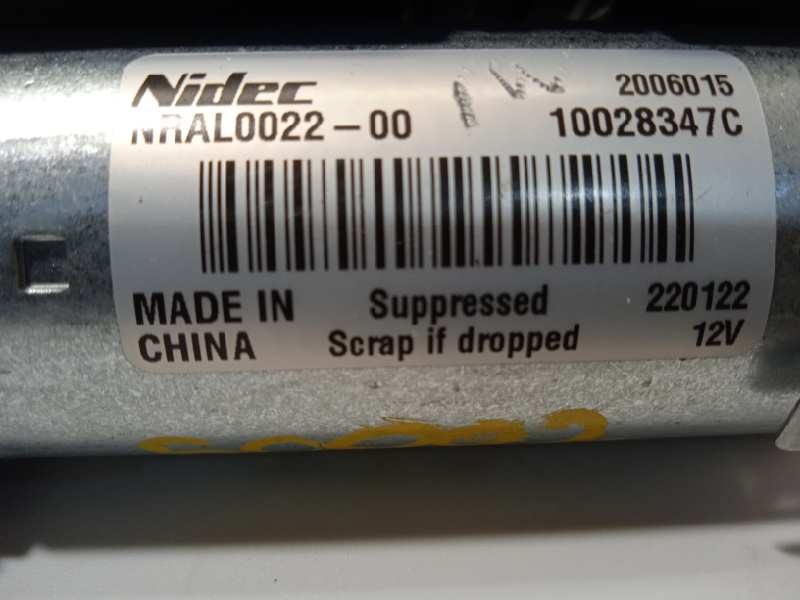 Nidec 2006015
NRAL0022-00 10028347C
MADE IN Suppressed 220122
CHINA Scrap if dropped 12V